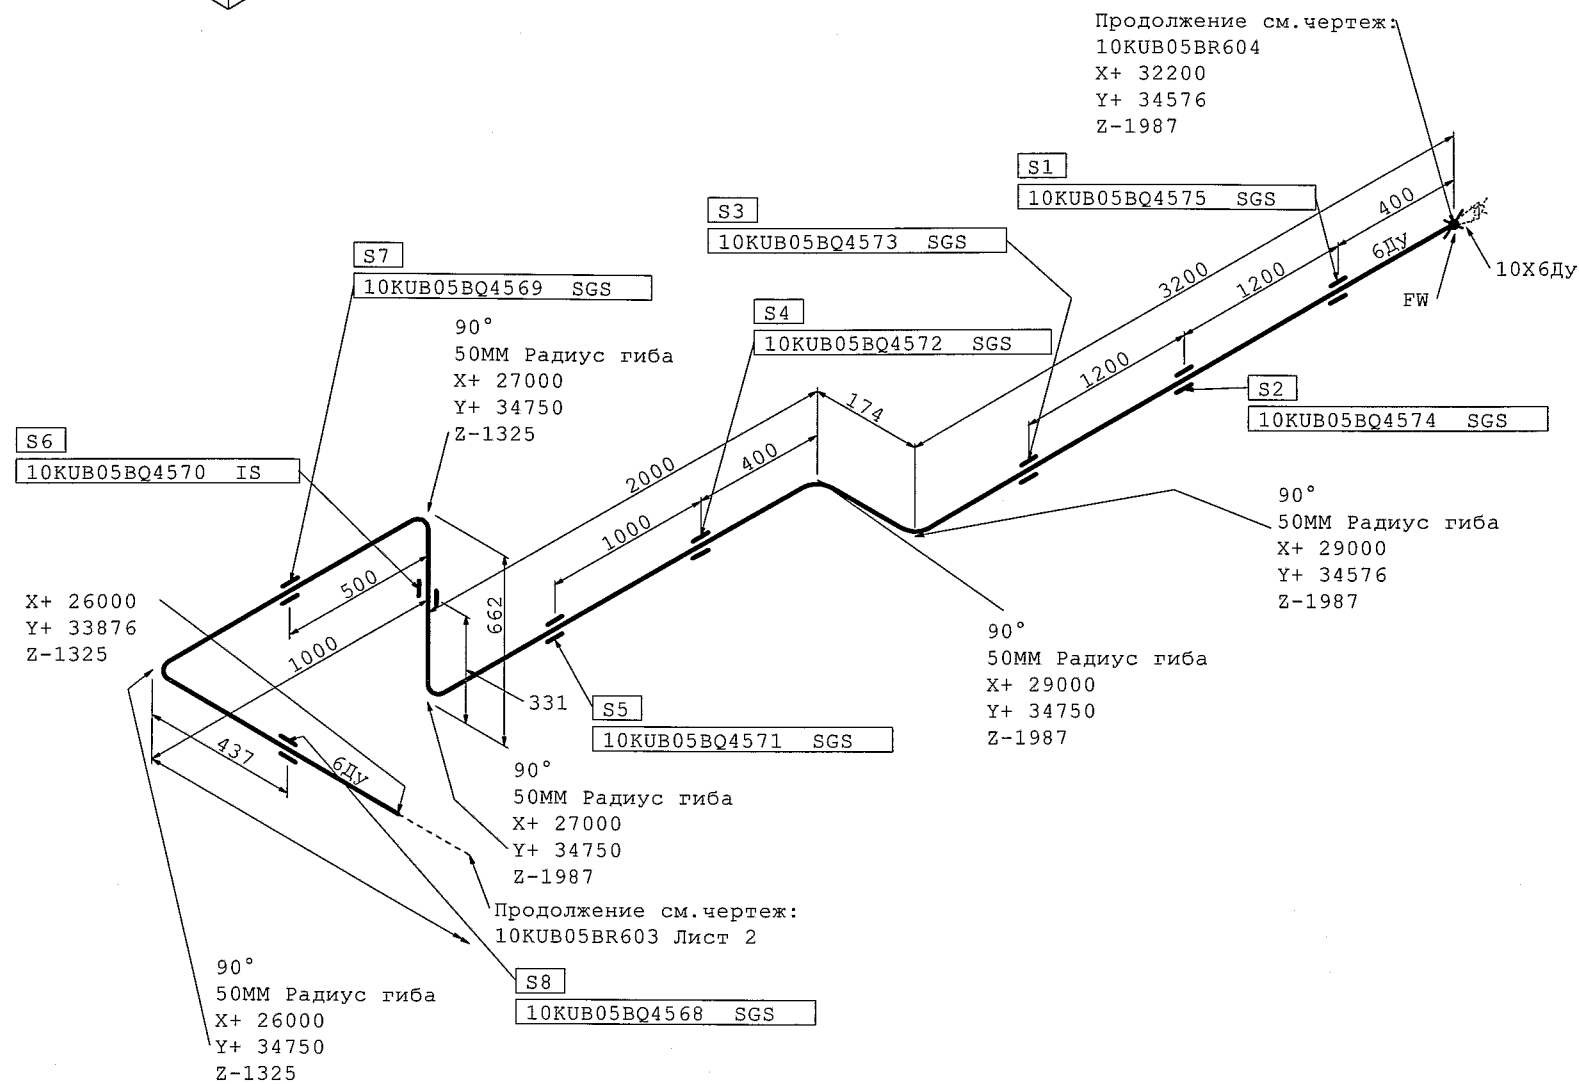 Продолжение см.чертеж:
10KUB05BR604
X+ 32200
Y+ 34576
Z-1987
S1
10KUB05BQ4575 SGS
400
S3
10KUB05BQ4573 SGS
6Ду
10X6Ду
FW
3200
1200
S7
10KUB05BQ4569 SGS
S4
10KUB05BQ4572 SGS
90°
50MM Радиус гиба
X+ 27000
Y+ 34750
Z-1325
1200
S2
10KUB05BQ4574 SGS
174
S6
10KUB05BQ4570 IS
2000
400
1000
90°
50MM Радиус гиба
X+ 29000
Y+ 34576
Z-1987
500
662
X+ 26000
Y+ 33876
Z-1325
1000
90°
50MM Радиус гиба
X+ 29000
Y+ 34750
Z-1987
331
S5
10KUB05BQ4571 SGS
437
6Ду
90°
50MM Радиус гиба
X+ 27000
Y+ 34750
Z-1987
Продолжение см.чертеж:
10KUB05BR603 Лист 2
S8
10KUB05BQ4568 SGS
90°
50MM Радиус гиба
X+ 26000
Y+ 34750
Z-1325